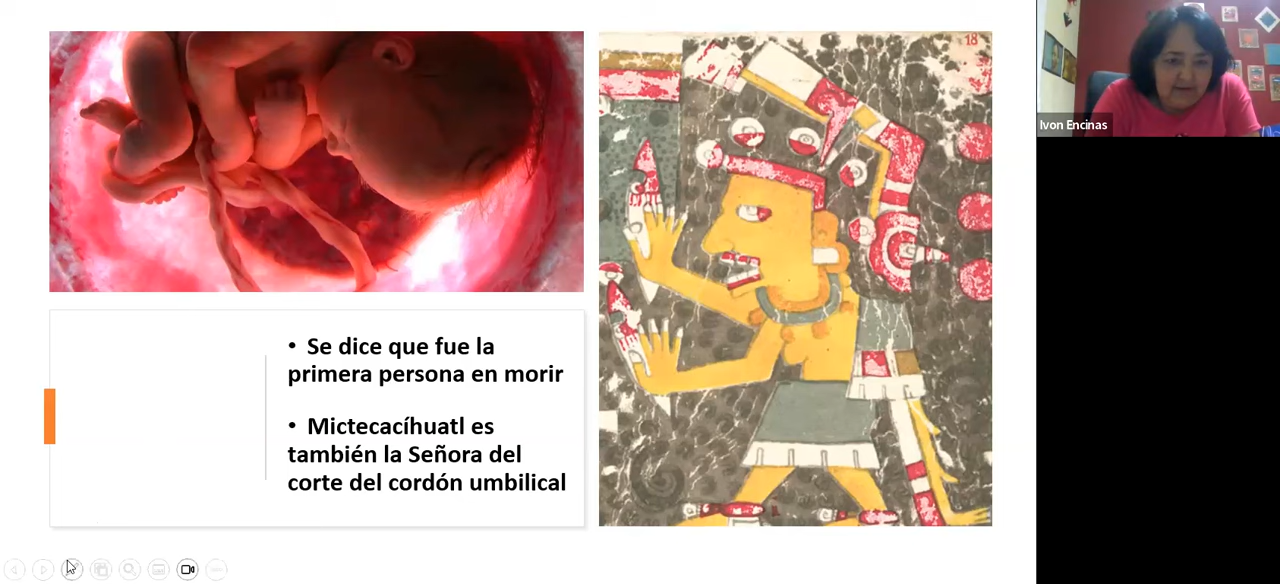 18
Ivon Encinas
• Se dice que fue la
primera persona en morir
• Mictecacíhuatl es
también la Señora del
corte del cordón umbilical